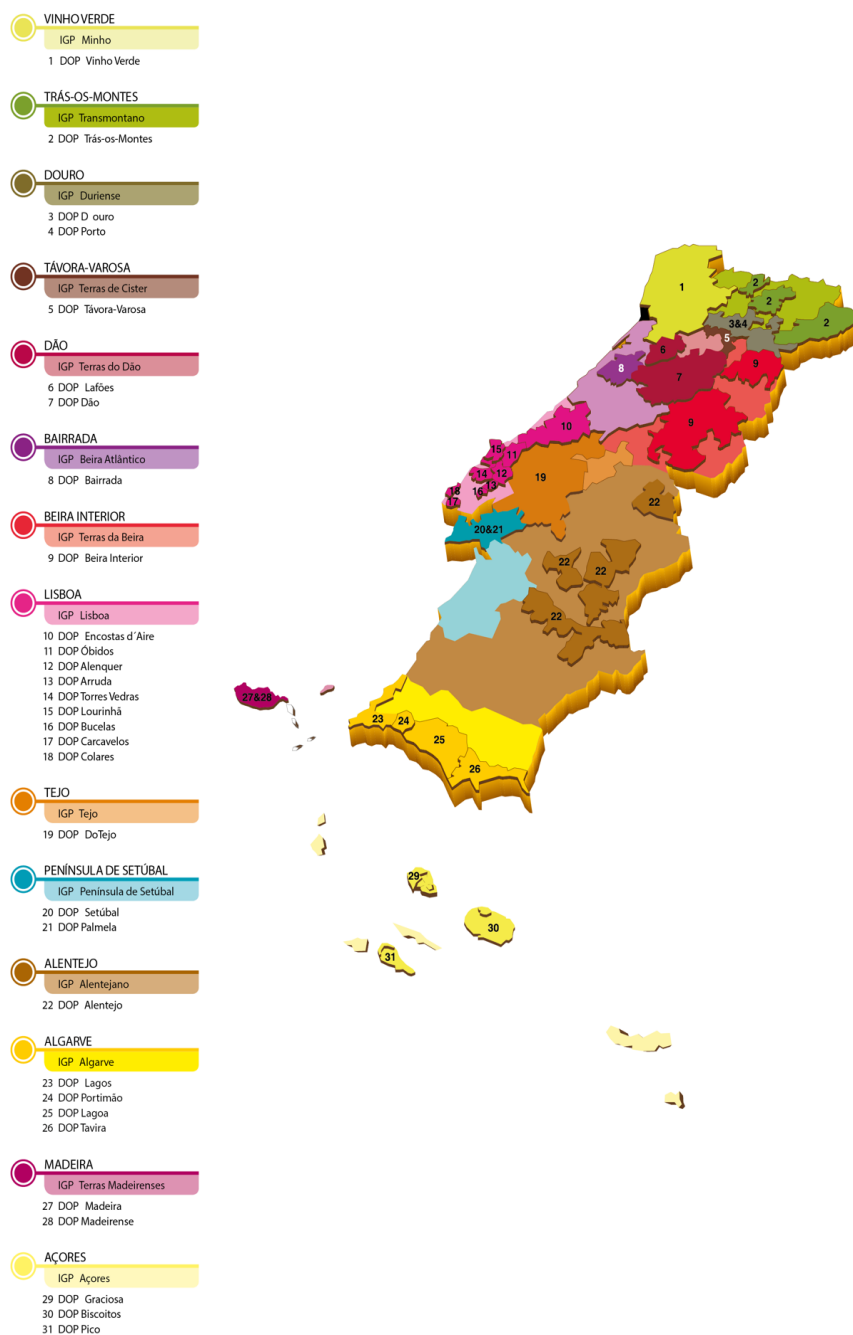 VINHO VERDE
IGP Minho
1 DOP Vinho Verde
TRÁS-OS-MONTES
IGP Transmontano
2 DOP Trás-os-Montes
DOURO
IGP Duriense
3 DOP D ouro
4 DOP Porto
TÁVORA-VAROSA
IGP Terras de Cister
5 DOP Távora-Varosa
DÃO
IGP Terras do Dão
6 DOP Lafões
7 DOP Dão
BAIRRADA
IGP Beira Atlântico
8 DOP Bairrada
BEIRA INTERIOR
IGP Terras da Beira
9 DOP Beira Interior
LISBOA
IGP Lisboa
10 DOP Encostas d´Aire
11 DOP Óbidos
12 DOP Alenquer
13 DOP Arruda
14 DOP Torres Vedras
15 DOP Lourinhã
16 DOP Bucelas
17 DOP Carcavelos
18 DOP Colares
TEJO
IGP Tejo
19 DOP DoTejo
PENÍNSULA DE SETÚBAL
IGP Península de Setúbal
20 DOP Setúbal
21 DOP Palmela
ALENTEJO
IGP Alentejano
22 DOP Alentejo
ALGARVE
IGP Algarve
23 DOP Lagos
24 DOP Portimão
25 DOP Lagoa
26 DOP Tavira
MADEIRA
IGP Terras Madeirenses
27 DOP Madeira
28 DOP Madeirense
AÇORES
IGP Açores
29 DOP Graciosa
30 DOP Biscoitos
31 DOP Pico
1
2
2
2
3&4
5
6
7
8
9
9
10
15
11
14
12
13
16
18
17
19
20&21
22
22
22
22
27&28
23
24
25
26
29
30
31